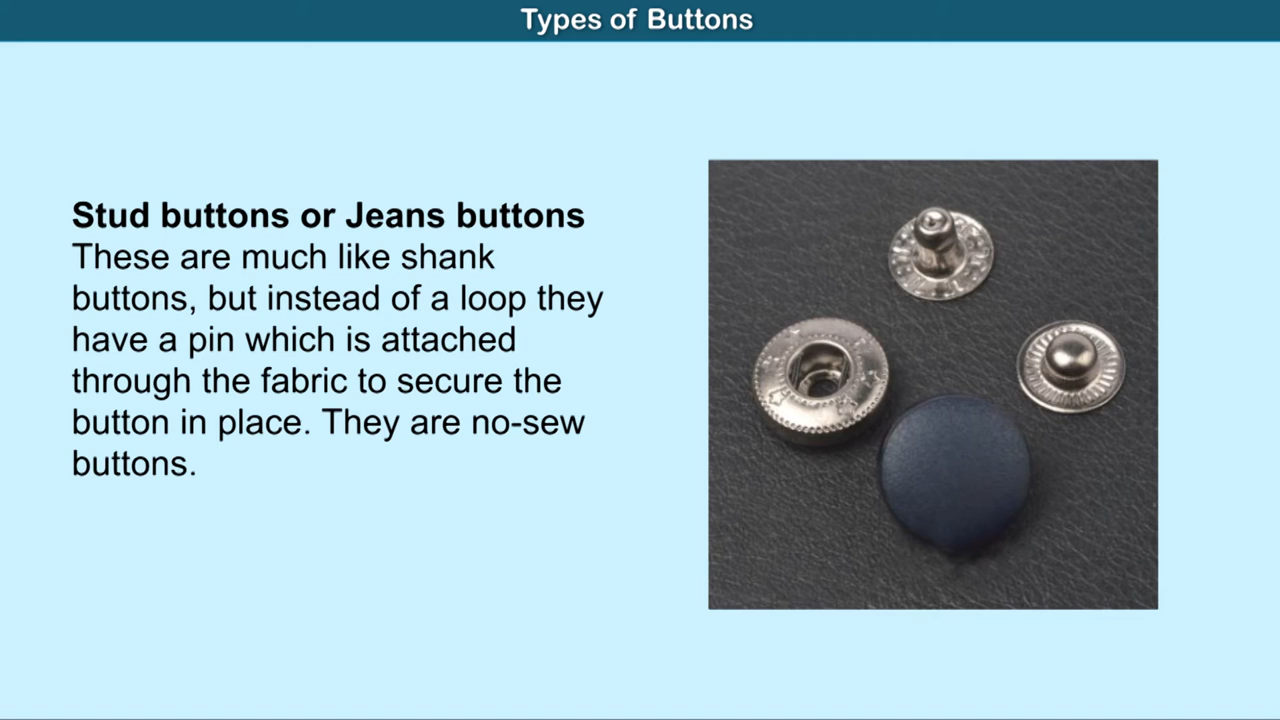 Types of Buttons
Stud buttons or Jeans buttons
These are much like shank
buttons, but instead of a loop they
have a pin which is attached
through the fabric to secure the
button in place. They are no-sew
buttons.